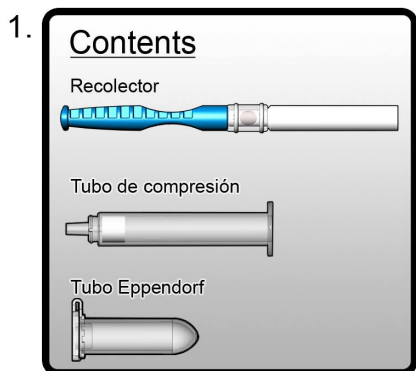 1.
Contents
Recolector
Tubo de compresión
Tubo Eppendorf